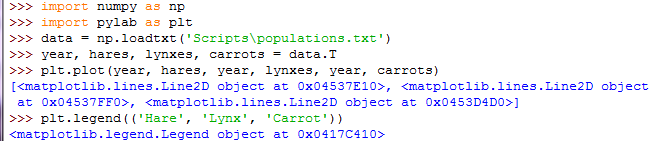 >>> import numpy as np
>>> import pylab as plt
>>> data = np.loadtxt('Scripts\populations.txt')
>>> year, hares, lynxes, carrots = data.T
>>> plt.plot(year, hares, year, lynxes, year, carrots)
[<matplotlib.lines.Line2D object at 0x04537E10>, <matplotlib.lines.Line2D object
 at 0x04537FF0>, <matplotlib.lines.Line2D object at 0x0453D4D0>]
>>> plt.legend(('Hare', 'Lynx', 'Carrot'))
<matplotlib.legend.Legend object at 0x0417C410>